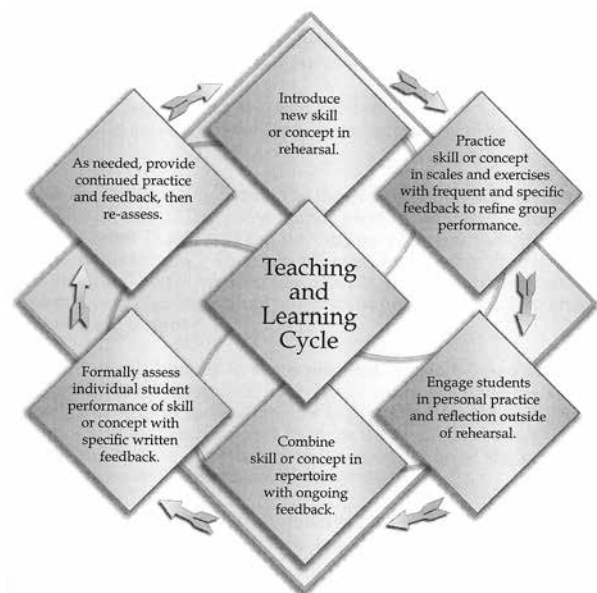 Introduce
new skill
or concept in
rehearsal.
Practice
skill or concept
in scales and exercises
with frequent and specific
feedback to refine group
performance.
Engage students
in personal practice
and reflection outside
of rehearsal.
Combine
skill or concept in
repertoire
with ongoing
feedback.
Formally assess
individual student
performance of skill
or concept with
specific written
feedback.
As needed, provide
continued practice
and feedback, then
re-assess.
Teaching
and
Learning
Cycle